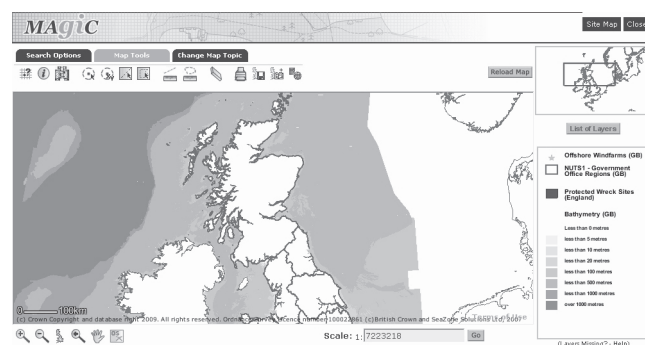 MAgiC
Site Map Close
Search Options Map Tools Change Map Topic
Reload Map
List of Layers
Offshore Windfarms (GB)
NUTS1 - Government
Office Regions (GB)
Protected Wreck Sites
(England)
Bathymetry (GB)
Less than 0 metres
less than 5 metres
less than 10 metres
less than 20 metres
less than 100 metres
less than 500 metres
less than 1000 metres
over 1000 metres
0 100km
(c) Crown Copyright and database right 2009. All rights reserved. Ordnance Survey Licence number 100022861 (c)British Crown and SeaZone Solutions Ltd, 2007
Terms of Use
Scale: 1: 7223218 Go
(Layers Missing? - Help)